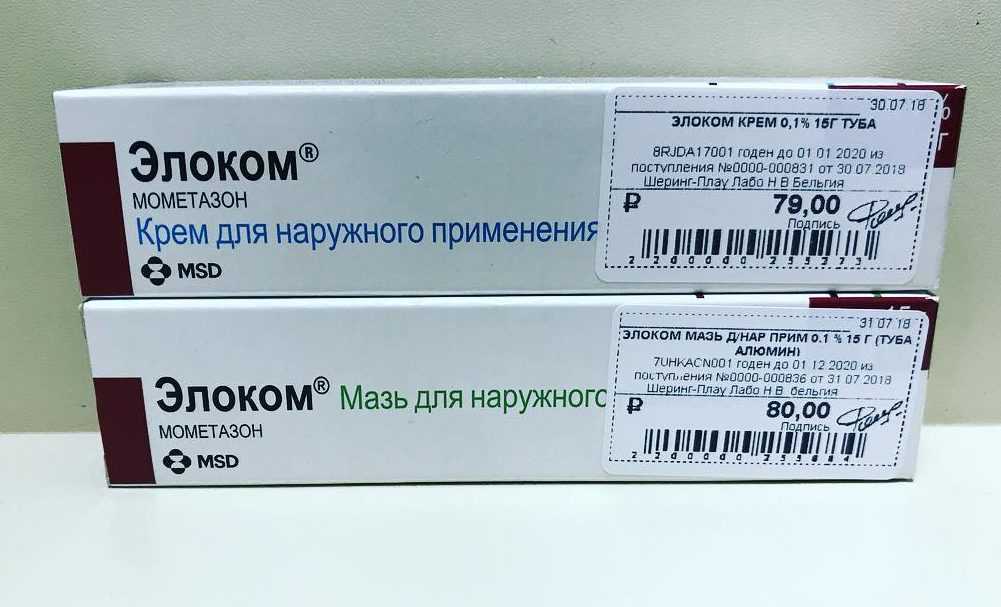 Элоком®
МОМЕТАЗОН
Крем для наружного применения
MSD
%
Г
30.07.18
ЭЛОКОМ КРЕМ 0,1% 15Г ТУБА
8RJDA17001 годен до 01 01 2020 из
поступления №0000-000831 от 30 07 2018
Шеринг-Плау Лабо Н В Бельгия
₽ 79,00
Подпись
2 200000 255273
Элоком® Мазь для наружного
МОМЕТАЗОН
MSD
31 07 18
ЭЛОКОМ МАЗЬ Д/НАР ПРИМ 0.1 % 15 Г (ТУБА
АЛЮМИН)
7UHKACN001 годен до 01 12 2020 из
поступления №0000-000836 от 31 07 2018
Шеринг-Плау Лабо Н В бельгия
₽ 80,00
Подпись